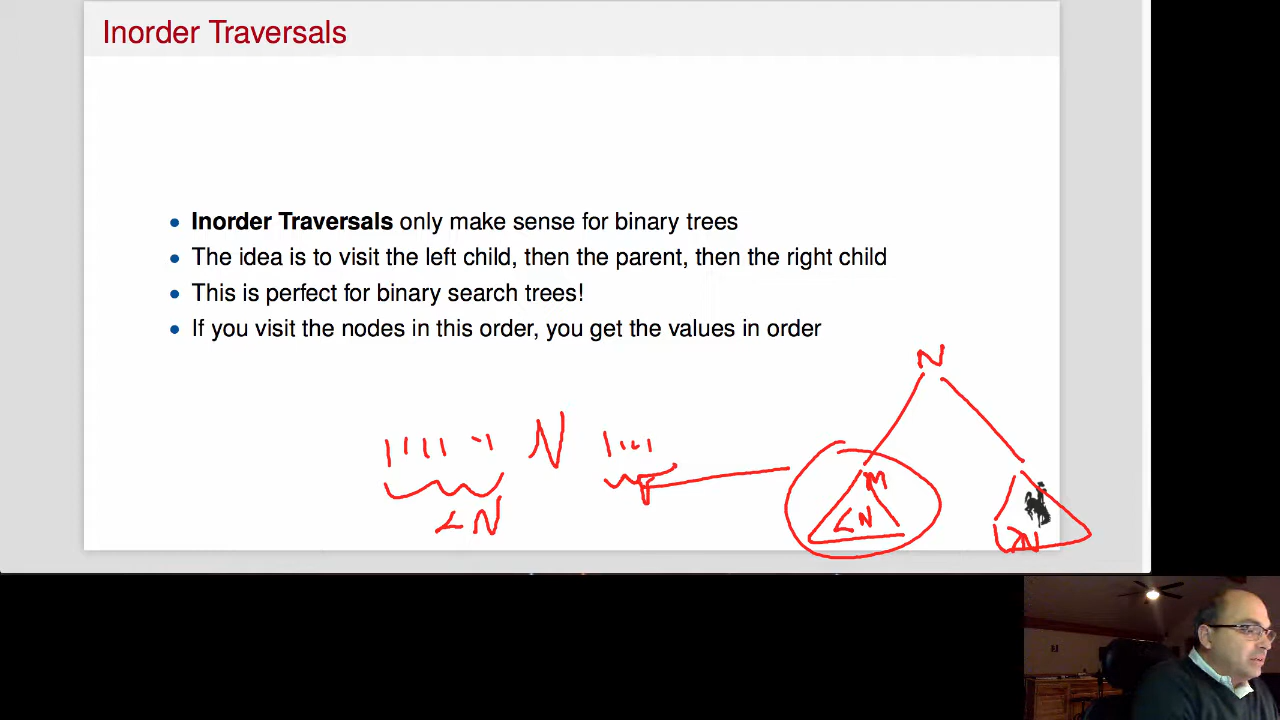 Inorder Traversals
Inorder Traversals only make sense for binary trees
The idea is to visit the left child, then the parent, then the right child
This is perfect for binary search trees!
If you visit the nodes in this order, you get the values in order
N
N
M
<N
<N
>N